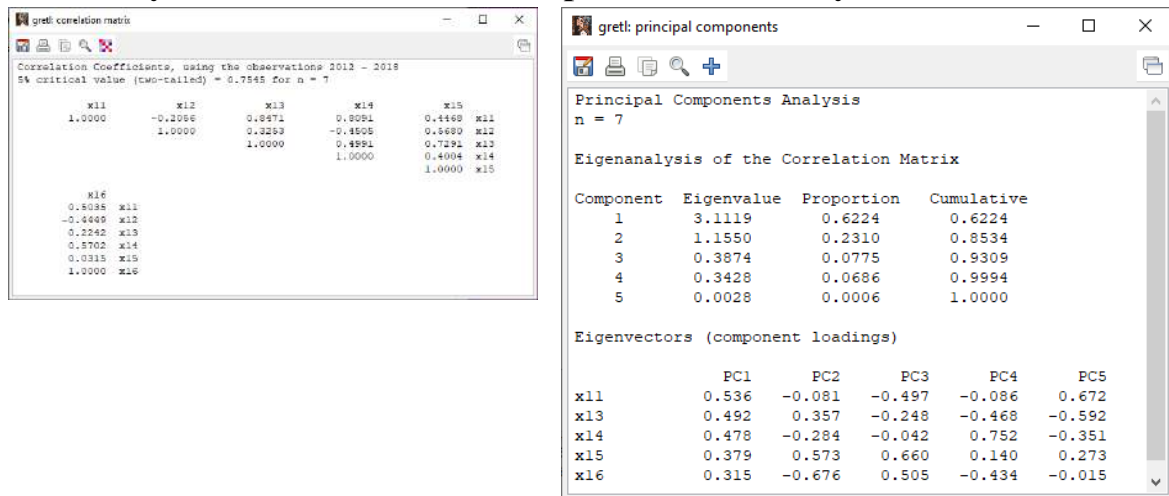 gretl: correlation matrix
Correlation Coefficients, using the observations 2012 - 2018
5% critical value (two-tailed) = 0.7545 for n = 7
x11 x12 x13 x14 x15
1.0000 -0.2056 0.8471 0.8091 0.4468 x11
1.0000 0.3253 -0.4505 0.5680 x12
1.0000 0.4991 0.7291 x13
1.0000 0.4004 x14
1.0000 x15
x16
0.5035 x11
-0.4449 x12
0.2242 x13
0.5702 x14
0.0315 x15
1.0000 x16
gretl: principal components
Principal Components Analysis
n = 7
Eigenanalysis of the Correlation Matrix
Component Eigenvalue Proportion Cumulative
1 3.1119 0.6224 0.6224
2 1.1550 0.2310 0.8534
3 0.3874 0.0775 0.9309
4 0.3428 0.0686 0.9994
5 0.0028 0.0006 1.0000
Eigenvectors (component loadings)
PC1 PC2 PC3 PC4 PC5
x11 0.536 -0.081 -0.497 -0.086 0.672
x13 0.492 0.357 -0.248 -0.468 -0.592
x14 0.478 -0.284 -0.042 0.752 -0.351
x15 0.379 0.573 0.660 0.140 0.273
x16 0.315 -0.676 0.505 -0.434 -0.015